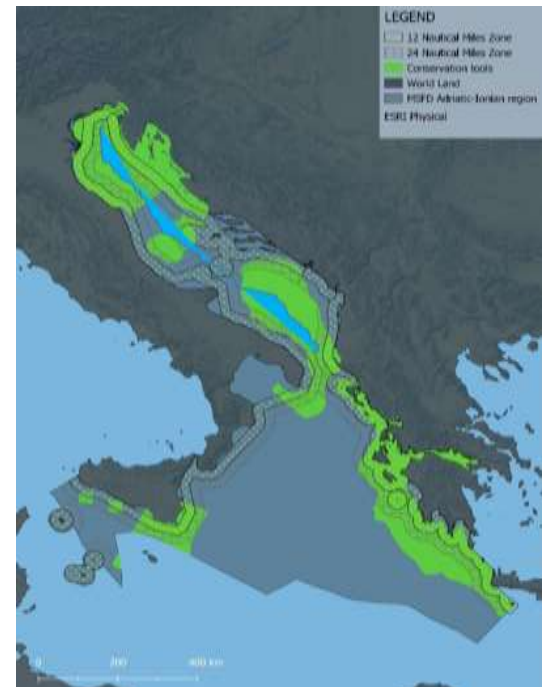 LEGEND
12 Nautical Miles Zone
24 Nautical Miles Zone
Conservation tools
World Land
MSFD Adriatic-Ionian region
ESRI Physical
0 200 400 km